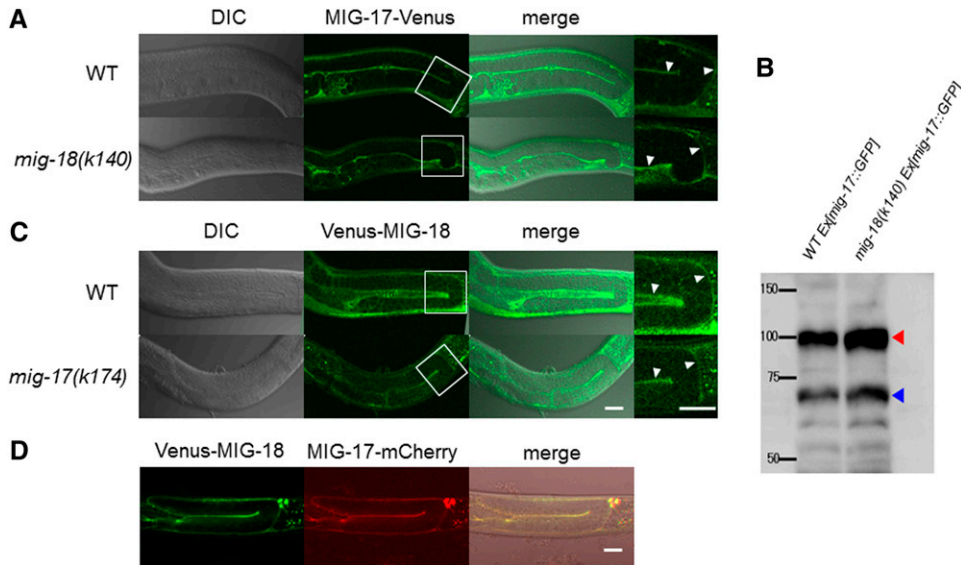 A
DIC MIG-17-Venus merge
WT
mig-18(k140)
B
WT Ex[mig-17::GFP]
mig-18(k140) Ex[mig-17::GFP]
150
100
75
50
C
DIC Venus-MIG-18 merge
WT
mig-17(k174)
D
Venus-MIG-18 MIG-17-mCherry merge